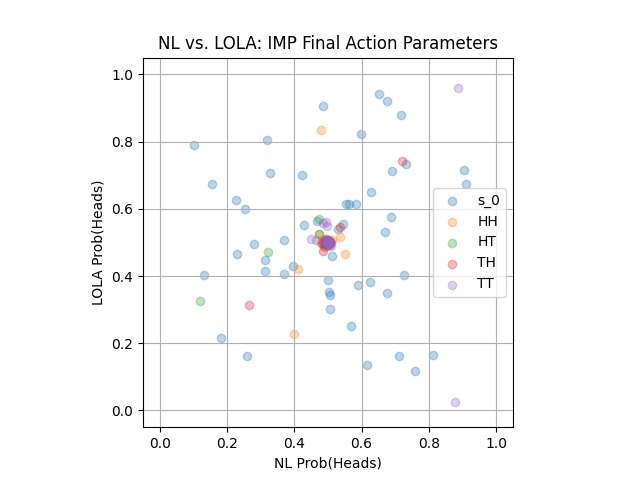 NL vs. LOLA: IMP Final Action Parameters
1.0
0.8
0.6
0.4
0.2
0.0
LOLA Prob(Heads)
s_0
HH
HT
TH
TT
0.0 0.2 0.4 0.6 0.8 1.0
NL Prob(Heads)